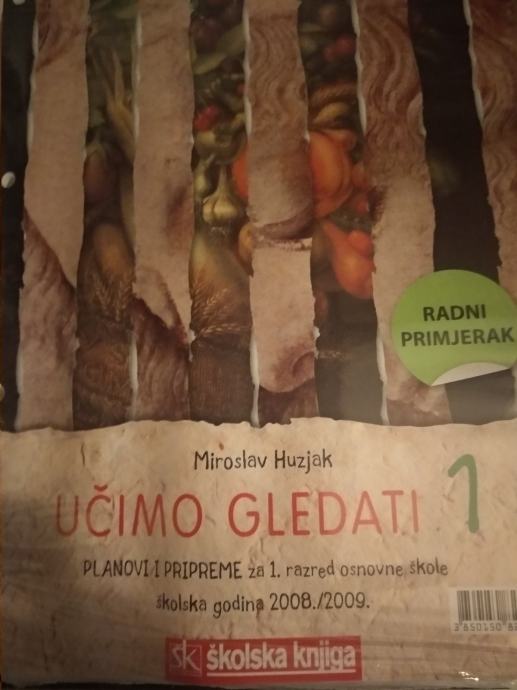 RADNI
PRIMJERAK
Miroslav Huzjak
UČIMO GLEDATI 1
PLANOVI I PRIPREME za 1. razred osnovne škole
školska godina 2008./2009.
šk školska knjiga